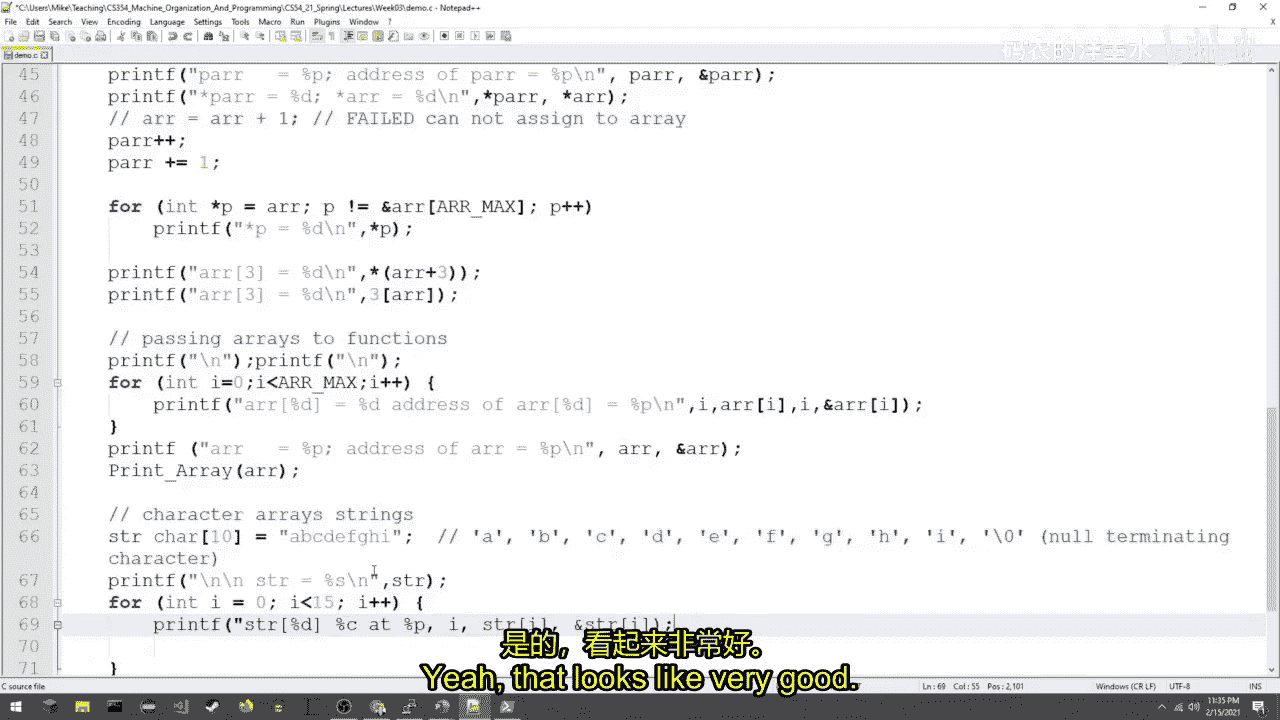 *C:\Users\Mike\Teaching\CS354_Machine_Organization_And_Programming\CS54_21_Spring\Lectures\Week03\demo.c - Notepad++
File Edit Search View Encoding Language Settings Tools Macro Run Plugins Window ?
demo.c
码农的洋墨水
45 printf("parr   = %p; address of parr = %p\n", parr, &parr);
46 printf("*parr = %d; *arr = %d\n",*parr, *arr);
47 // arr = arr + 1; // FAILED can not assign to array
48 parr++;
49 parr += 1;
50
51 for (int *p = arr; p != &arr[ARR_MAX]; p++)
52 printf("*p = %d\n",*p);
53
54 printf("arr[3] = %d\n",*(arr+3));
55 printf("arr[3] = %d\n",3[arr]);
56
57 // passing arrays to functions
58 printf("\n");printf("\n");
59 for (int i=0;i<ARR_MAX;i++) {
60 printf("arr[%d] = %d address of arr[%d] = %p\n",i,arr[i],i,&arr[i]);
61 }
62 printf ("arr   = %p; address of arr = %p\n", arr, &arr);
63 Print_Array(arr);
64
65 // character arrays strings
66 str char[10] = "abcdefghi";  // 'a', 'b', 'c', 'd', 'e', 'f', 'g', 'h', 'i', '\0' (null terminating
character)
67 printf("\n\n str = %s\n",str);
68 for (int i = 0; i<15; i++) {
69 printf("str[%d] %c at %p, i, str[i], &str[i]);
71 }
是的，看起来非常好。
Yeah, that looks like very good.
C source file
Ln : 69 Col : 55 Pos : 2,101
Windows (CR LF)
UTF-8
INS
11:35 PM
2/15/2021